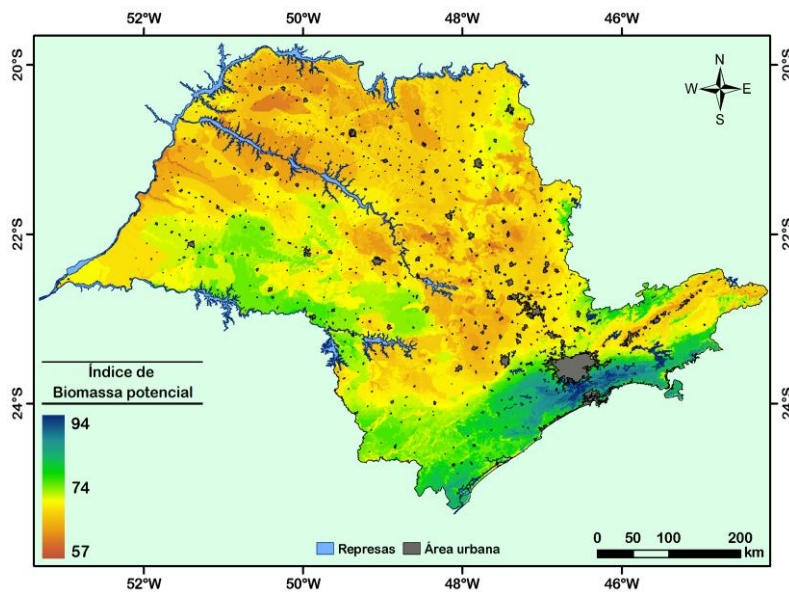 52°W 50°W 48°W 46°W
20°S 20°S
N
W E
S
22°S 22°S
Índice de
Biomassa potencial
24°S 24°S
94
74
57
Represas Área urbana
0 50 100 200
km
52°W 50°W 48°W 46°W